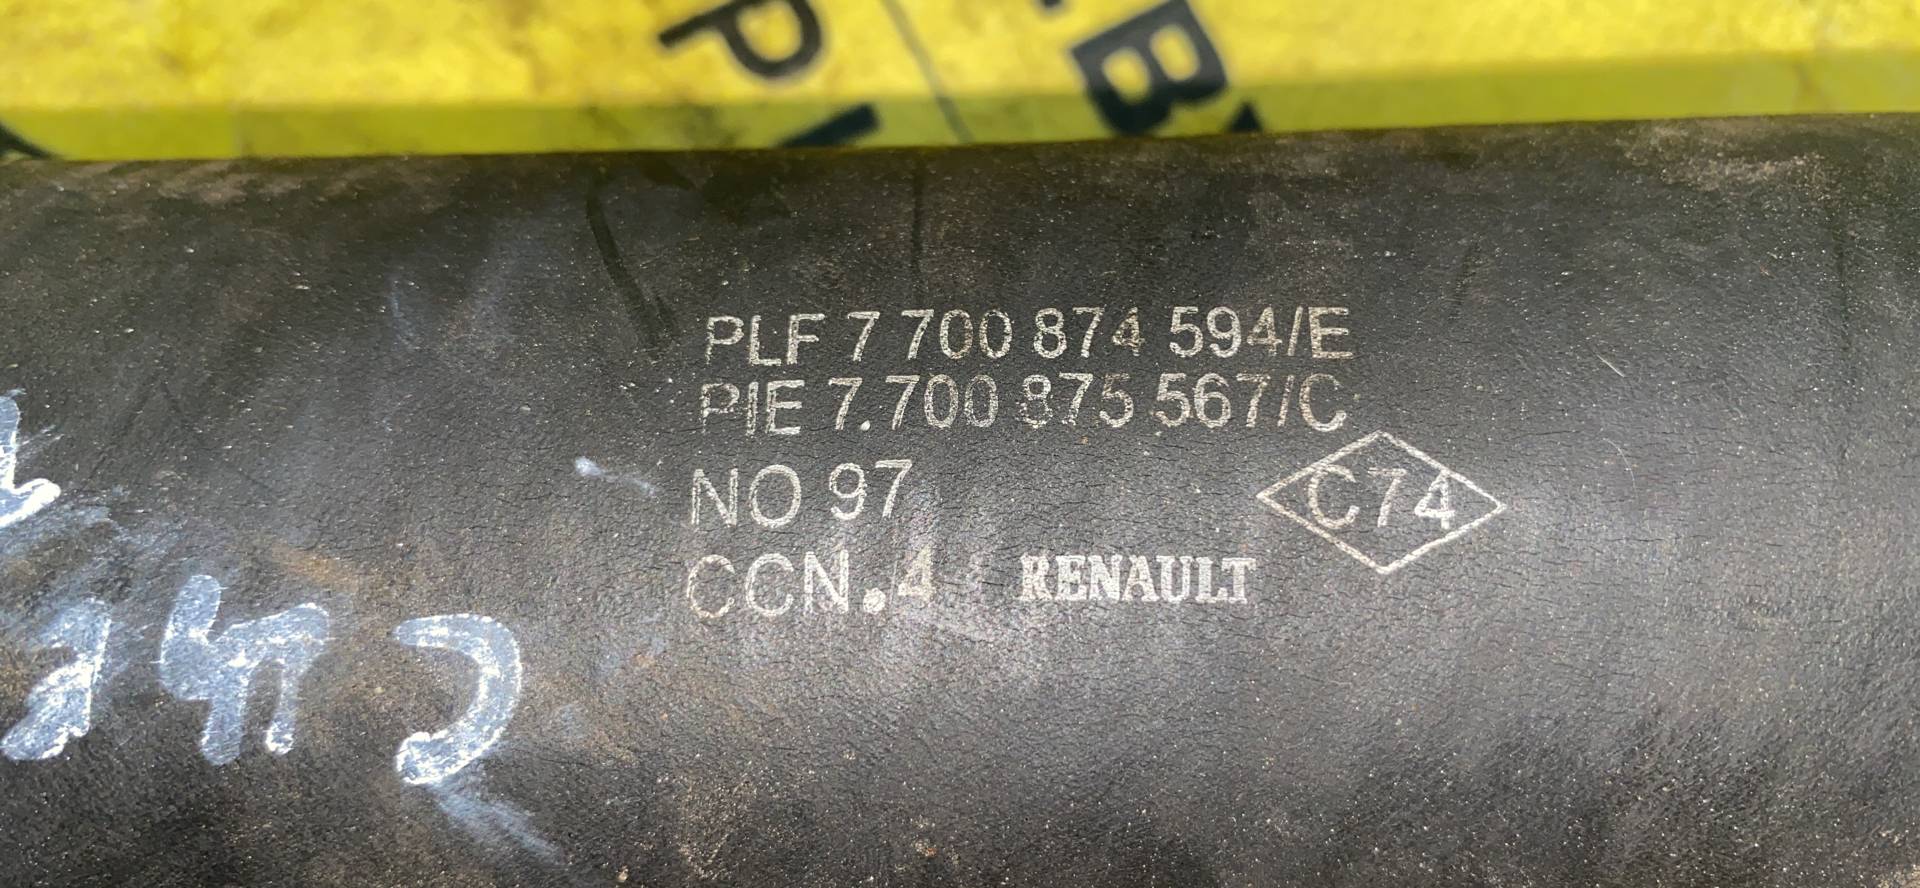 PLF 7 700 874 594/E
PIE 7.700 875 567/C
NO 97
C74
CCN.4 RENAULT